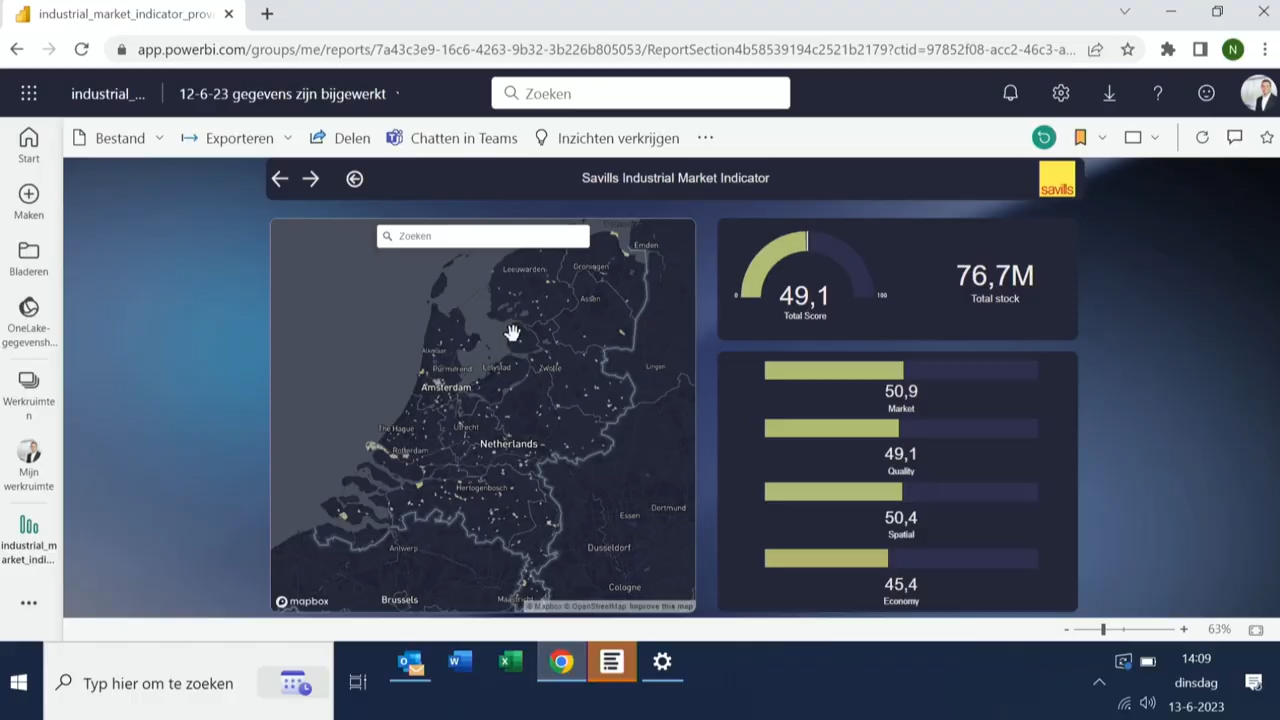 industrial_market_indicator_prov
app.powerbi.com/groups/me/reports/7a43c3e9-16c6-4263-9b32-3b226b805053/ReportSection4b58539194c2521b2179?ctid=97852f08-acc2-46c3-a...
N
industrial_...
12-6-23 gegevens zijn bijgewerkt
Zoeken
Bestand
Exporteren
Delen
Chatten in Teams
Inzichten verkrijgen
Start
Maken
Bladeren
OneLake-
gegevensh...
Werkruimte
n
Mijn
werkruimte
industrial_m
arket_indi...
Savills Industrial Market Indicator
savills
Zoeken
Emden
Leeuwarden
Groningen
Assen
Alkmaar
Purmerend
Lelystad
Zwolle
Lingen
Amsterdam
The Hague
Utrecht
Rotterdam
Netherlands
Hertogenbosch
Essen
Dortmund
Antwerp
Dusseldorf
Cologne
Brussels
mapbox
© Mapbox © OpenStreetMap Improve this map
0
49,1
100
Total Score
76,7M
Total stock
50,9
Market
49,1
Quality
50,4
Spatial
45,4
Economy
- + 63%
Typ hier om te zoeken
14:09
dinsdag
13-6-2023